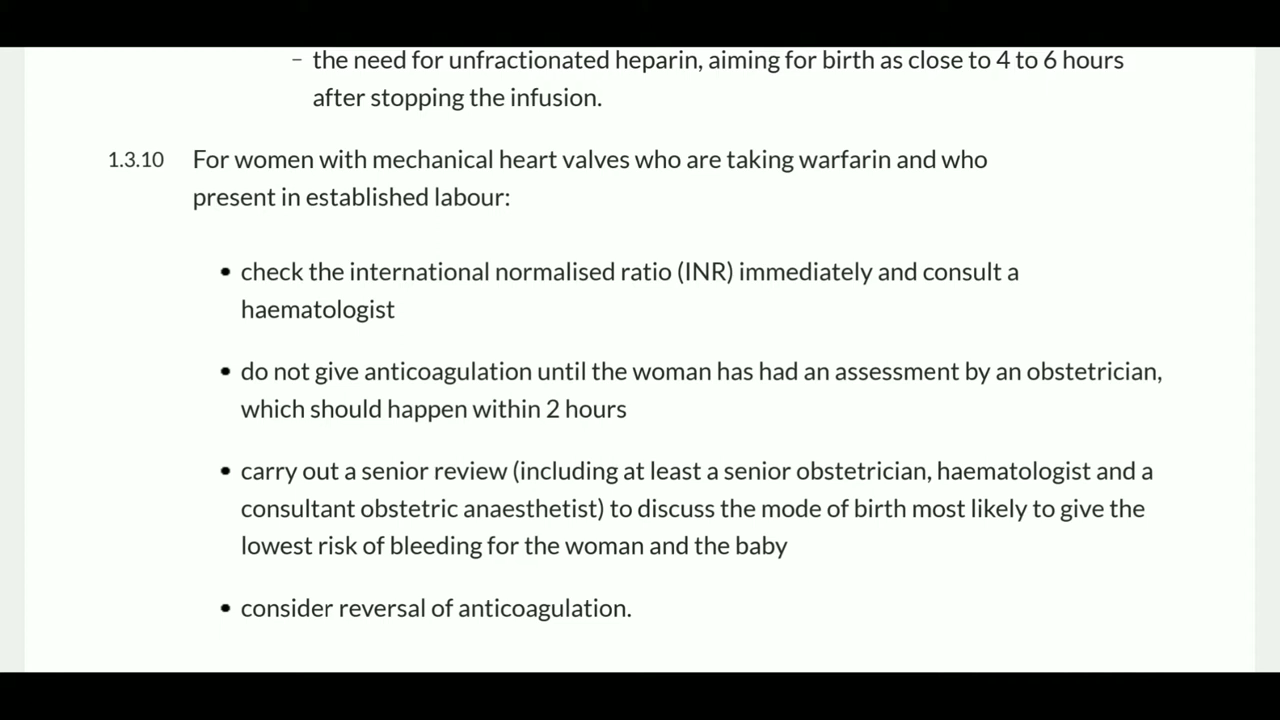 – the need for unfractionated heparin, aiming for birth as close to 4 to 6 hours
after stopping the infusion.
1.3.10 For women with mechanical heart valves who are taking warfarin and who
present in established labour:
• check the international normalised ratio (INR) immediately and consult a
haematologist
• do not give anticoagulation until the woman has had an assessment by an obstetrician,
which should happen within 2 hours
• carry out a senior review (including at least a senior obstetrician, haematologist and a
consultant obstetric anaesthetist) to discuss the mode of birth most likely to give the
lowest risk of bleeding for the woman and the baby
• consider reversal of anticoagulation.